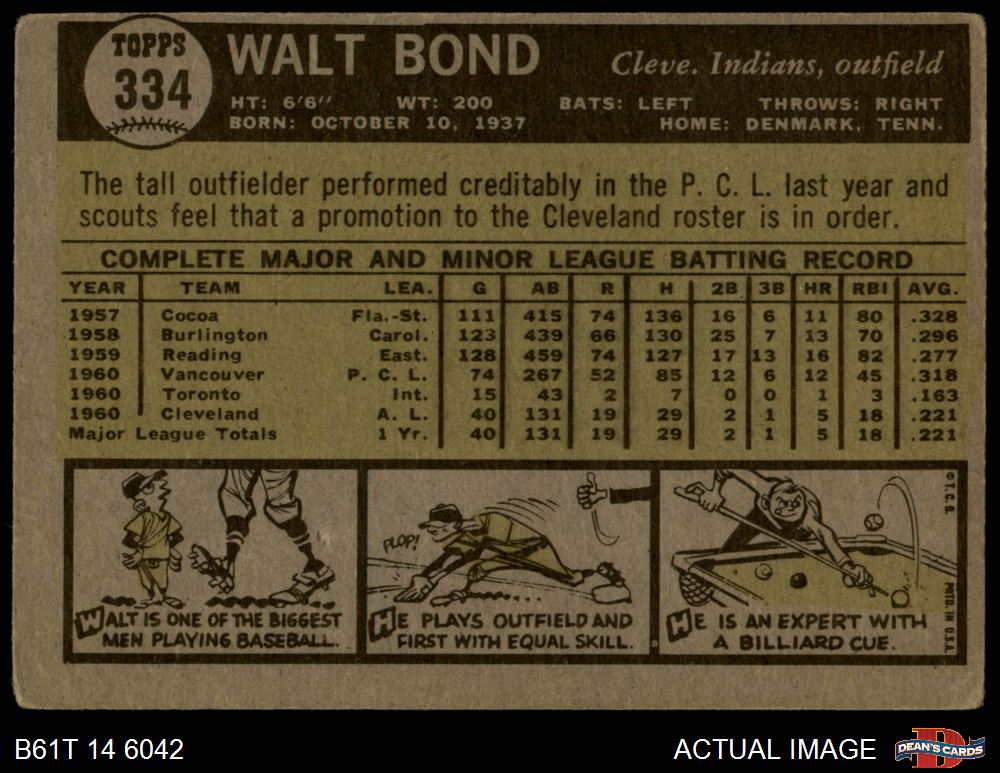 TOPPS
334
WALT BOND
Cleve. Indians, outfield
HT: 6'6" WT: 200 BATS: LEFT THROWS: RIGHT
BORN: OCTOBER 10, 1937 HOME: DENMARK, TENN.
The tall outfielder performed creditably in the P. C. L. last year and
scouts feel that a promotion to the Cleveland roster is in order.
COMPLETE MAJOR AND MINOR LEAGUE BATTING RECORD
YEAR TEAM LEA. G AB R H 2B 3B HR RBI AVG.
1957 Cocoa Fla.-St. 111 415 74 136 16 6 11 80 .328
1958 Burlington Carol. 123 439 66 130 25 7 13 70 .296
1959 Reading East. 128 459 74 127 17 13 16 82 .277
1960 Vancouver P. C. L. 74 267 52 85 12 6 12 45 .318
1960 Toronto Int. 15 43 2 7 0 0 1 3 .163
1960 Cleveland A. L. 40 131 19 29 2 1 5 18 .221
Major League Totals 1 Yr. 40 131 19 29 2 1 5 18 .221
WALT IS ONE OF THE BIGGEST
MEN PLAYING BASEBALL.
PLOP!
HE PLAYS OUTFIELD AND
FIRST WITH EQUAL SKILL.
HE IS AN EXPERT WITH
A BILLIARD CUE.
© T.C.G. PRTD. IN U.S.A.
B61T 14 6042
ACTUAL IMAGE
D
DEAN'S CARDS